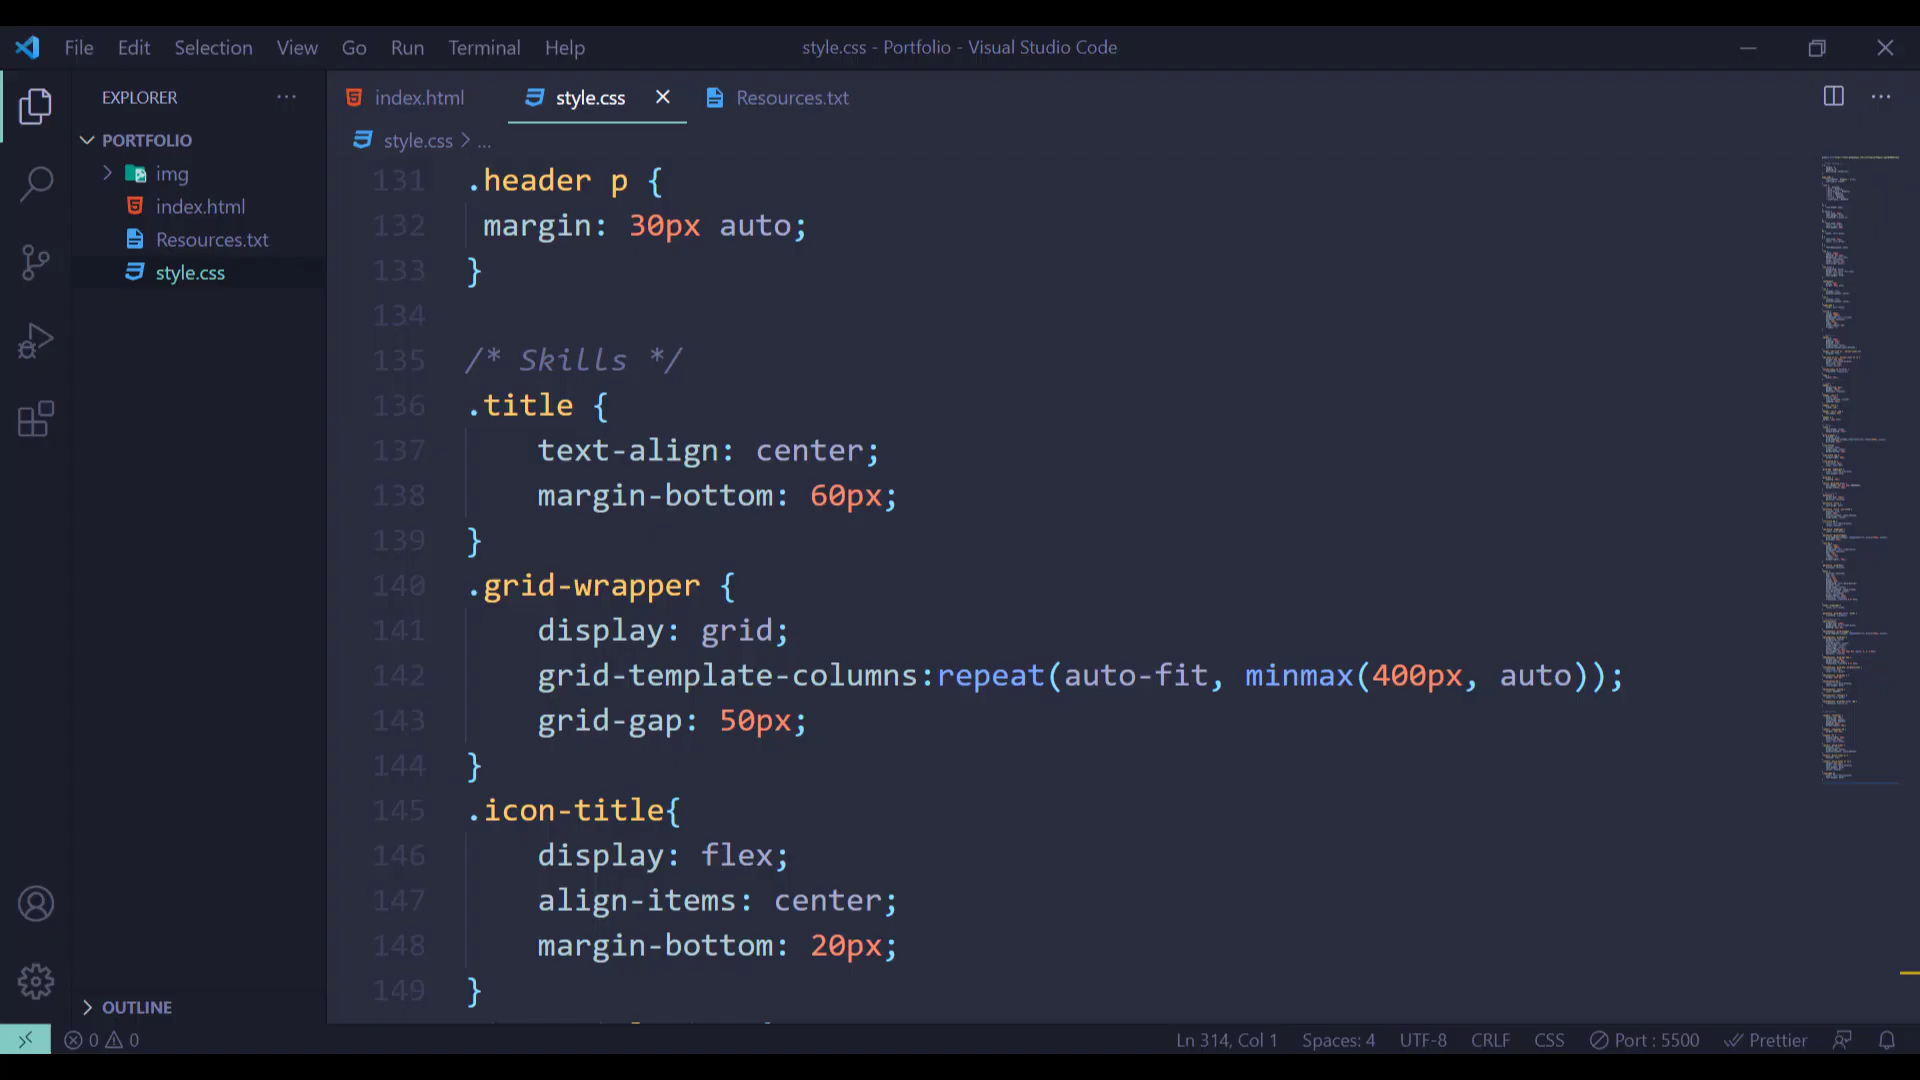 File Edit Selection View Go Run Terminal Help
style.css - Portfolio - Visual Studio Code
EXPLORER
PORTFOLIO
img
index.html
Resources.txt
style.css
OUTLINE
index.html style.css Resources.txt
style.css > ...
131 .header p {
132 margin: 30px auto;
133 }
134
135 /* Skills */
136 .title {
137 text-align: center;
138 margin-bottom: 60px;
139 }
140 .grid-wrapper {
141 display: grid;
142 grid-template-columns:repeat(auto-fit, minmax(400px, auto));
143 grid-gap: 50px;
144 }
145 .icon-title{
146 display: flex;
147 align-items: center;
148 margin-bottom: 20px;
149 }
0 0 Ln 314, Col 1 Spaces: 4 UTF-8 CRLF CSS Port : 5500 Prettier